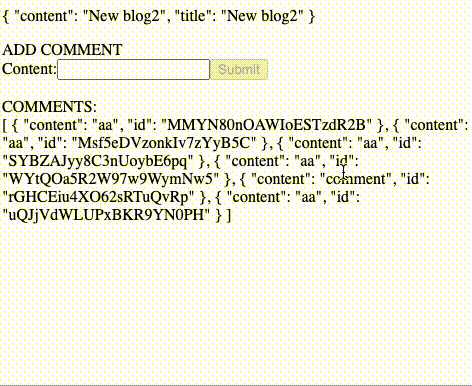 { "content": "New blog2", "title": "New blog2" }
ADD COMMENT
Content: Submit
COMMENTS:
[ { "content": "aa", "id": "MMYN80nOAWIoESTzdR2B" }, { "content":
"aa", "id": "Msf5eDVzonkIv7zYyB5C" }, { "content": "aa", "id":
"SYBZAJyy8C3nUoybE6pq" }, { "content": "aa", "id":
"WYtQOa5R2W97w9WymNw5" }, { "content": "comment", "id":
"rGHCEiu4XO62sRTuQvRp" }, { "content": "aa", "id":
"uQJjVdWLUPxBKR9YN0PH" } ]